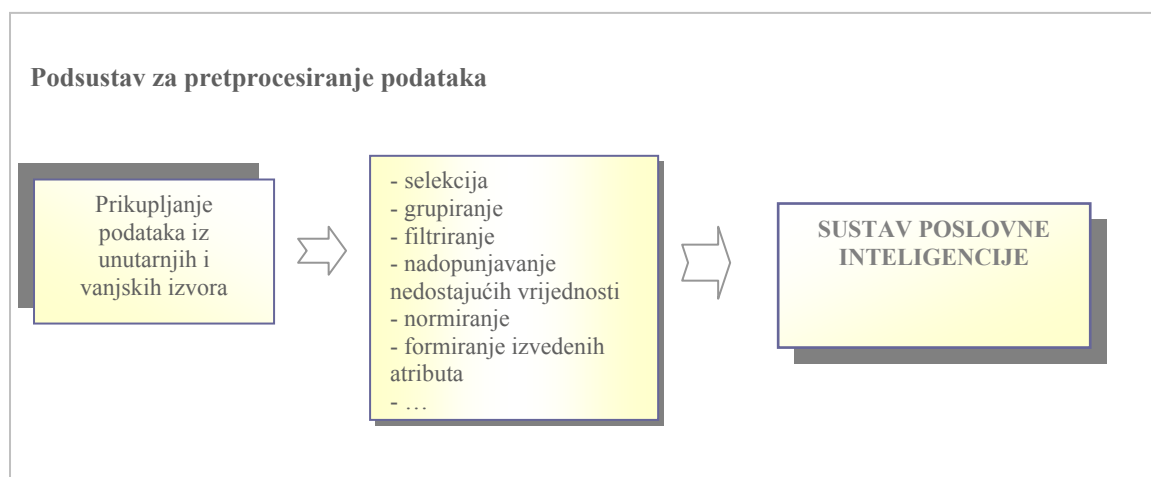 Podsustav za pretprocesiranje podataka
Prikupljanje
podataka iz
unutarnjih i
vanjskih izvora
- selekcija
- grupiranje
- filtriranje
- nadopunjavanje
nedostajućih vrijednosti
- normiranje
- formiranje izvedenih
atributa
- …
SUSTAV POSLOVNE
INTELIGENCIJE